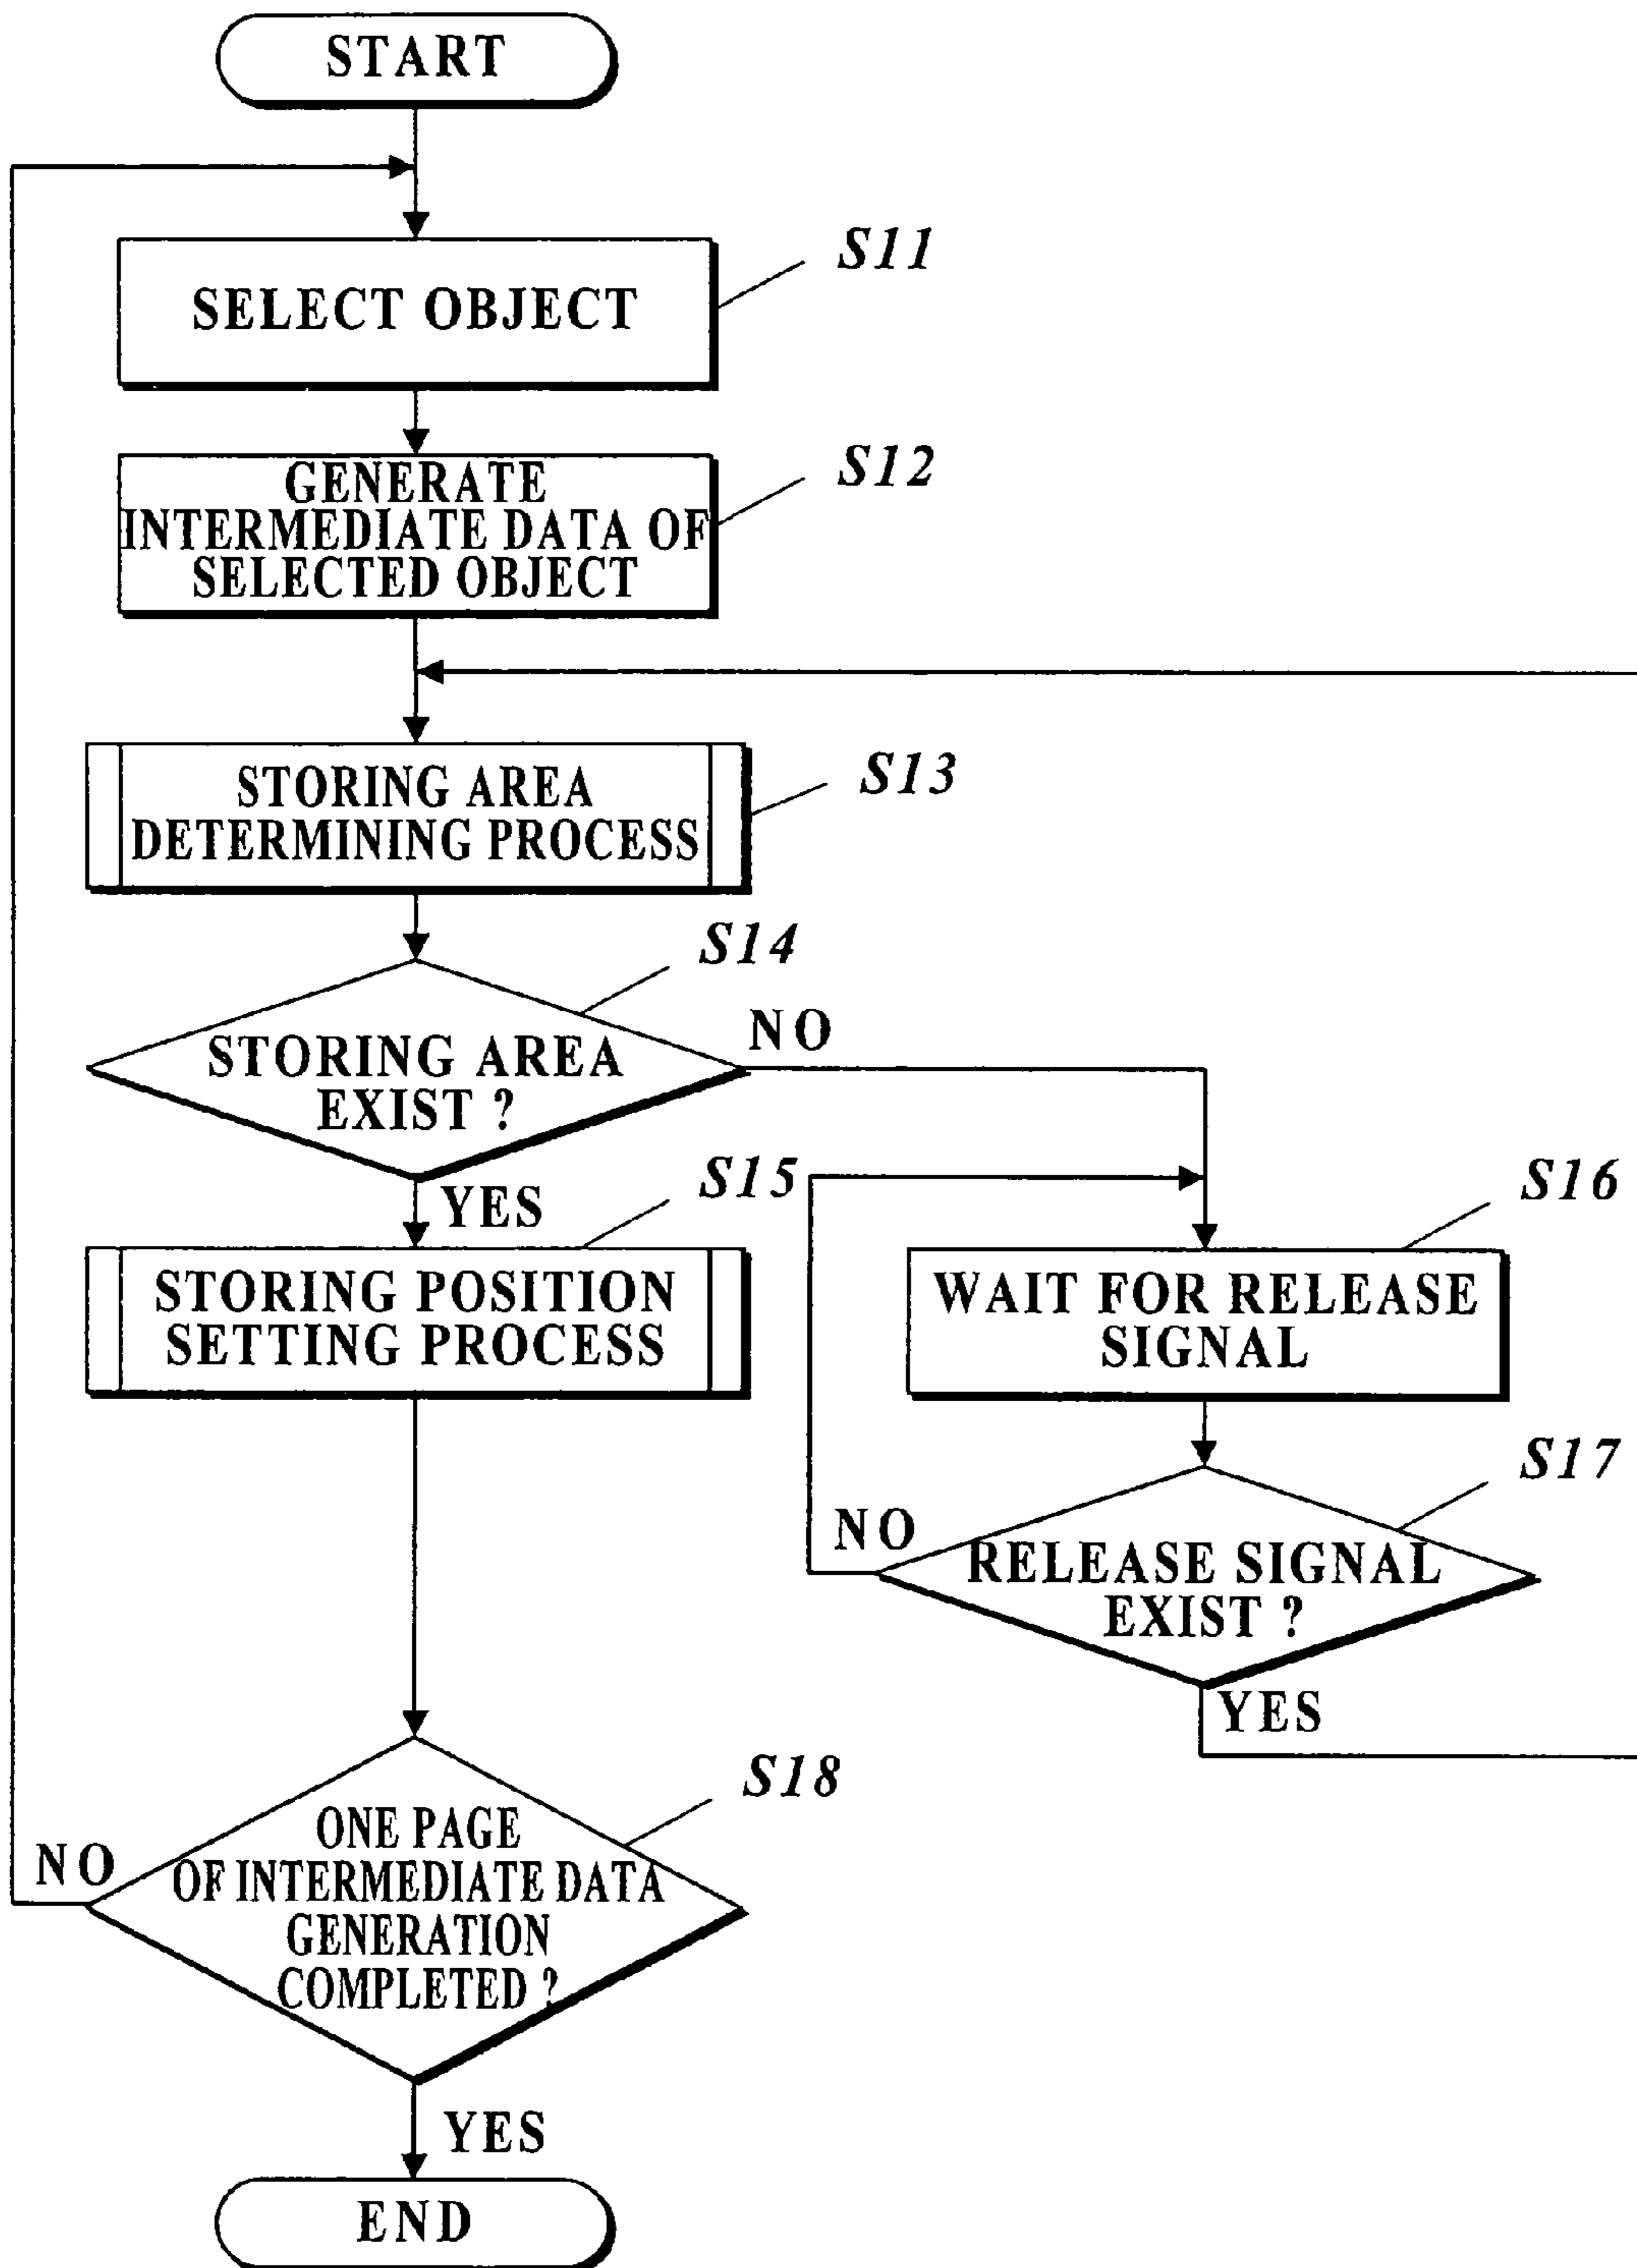 START
S11
SELECT OBJECT
S12
GENERATE
INTERMEDIATE DATA OF
SELECTED OBJECT
S13
STORING AREA
DETERMINING PROCESS
S14
NO
STORING AREA
EXIST ?
YES
S15
STORING POSITION
SETTING PROCESS
S16
WAIT FOR RELEASE
SIGNAL
S17
NO
RELEASE SIGNAL
EXIST ?
YES
S18
NO
ONE PAGE
OF INTERMEDIATE DATA
GENERATION
COMPLETED ?
YES
END